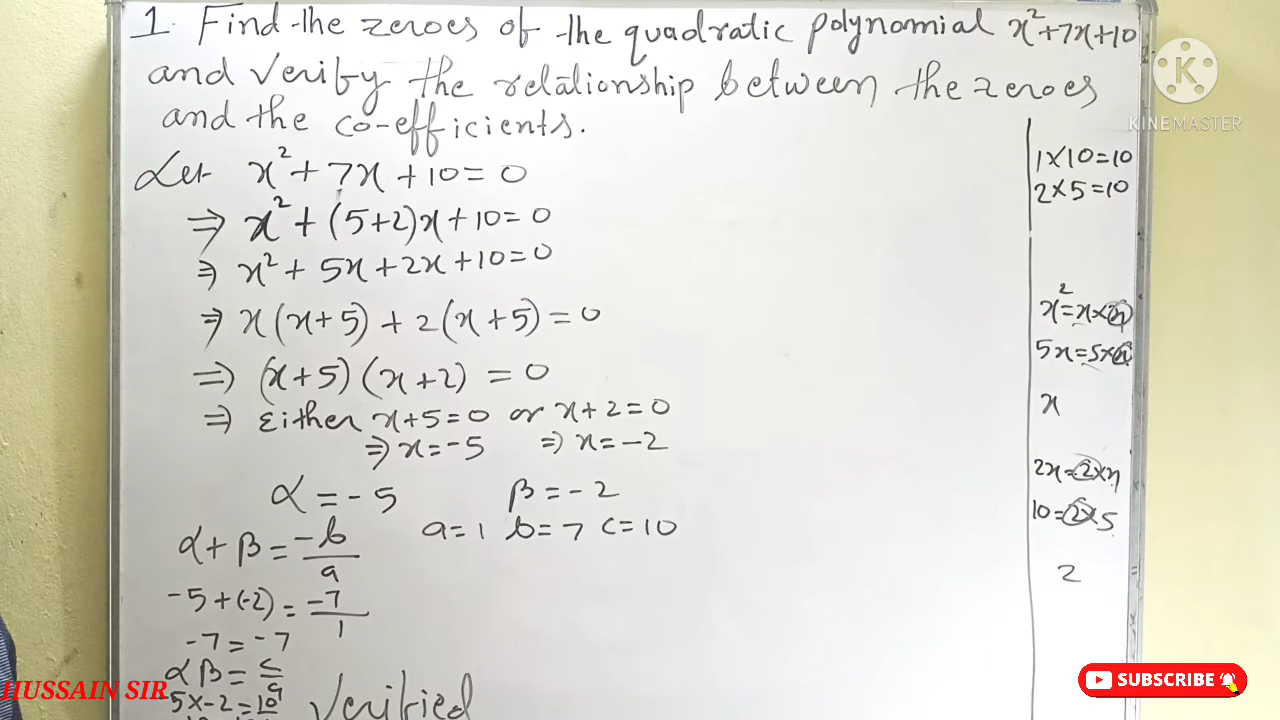 1. Find the zeroes of the quadratic polynomial x²+7x+10
and verify the relationship between the zeroes
and the co-efficients.
Let x² + 7x + 10 = 0
⇒ x² + (5+2)x + 10 = 0
⇒ x² + 5x + 2x + 10 = 0
⇒ x(x+5) + 2(x+5) = 0
⇒ (x+5)(x+2) = 0
⇒ Either x+5=0 or x+2=0
⇒ x=-5 ⇒ x=-2
α = -5 β = -2
α+β = -b/a a=1 b=7 c=10
-5+(-2) = -7/1
-7 = -7
αβ = c/a
5×-2 = 10
Verified
1×10=10
2×5=10
x²=x×x
5x=5×x
x
2x=2×x
10=2×5
2
KINEMASTER
HUSSAIN SIR
SUBSCRIBE